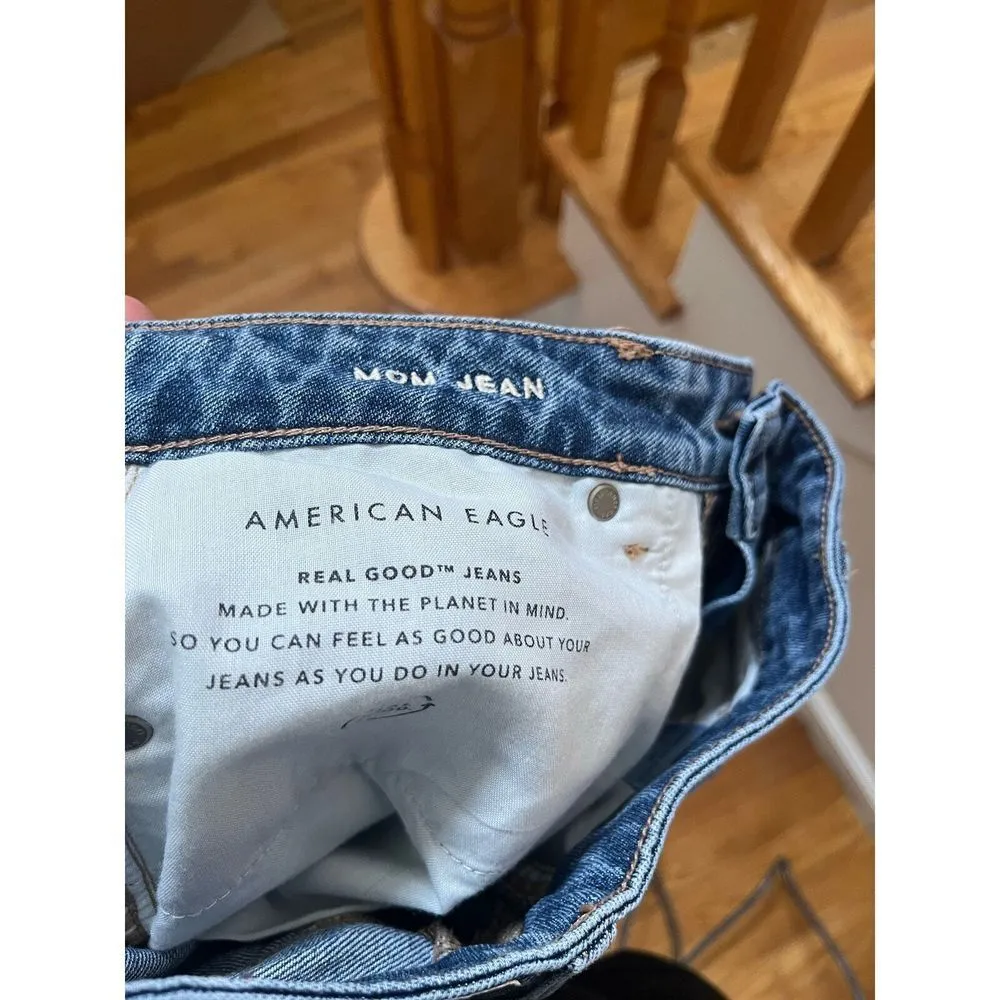 MOM JEAN
AMERICAN EAGLE
REAL GOOD™ JEANS
MADE WITH THE PLANET IN MIND.
SO YOU CAN FEEL AS GOOD ABOUT YOUR
JEANS AS YOU DO IN YOUR JEANS.